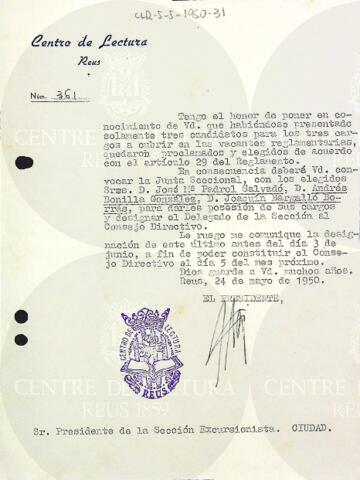 CLR-5-5-1950-31
Centro de Lectura
Reus
Núm. 361
Tengo el honor de poner en co-
nocimiento de Vd. que habiéndose presentado
solamente tres candidatos para los tres car-
gos a cubrir en las vacantes reglamentarias,
quedaron proclamados y elegidos de acuerdo
con el artículo 29 del Reglamento.
En consecuencia deberá Vd. con-
vocar la Junta Seccional, con los elegidos
Sres. D. José Mª Padrol Salvadó, D. Andrés
Bonilla González, D. Joaquín Bargalló Bo-
rrás, para darles posesión de sus cargos
y designar el Delegado de la Sección al
Consejo Directivo.
Le ruego me comunique la desig-
nación de este último antes del día 3 de
junio, a fin de poder constituir el Conse-
jo Directivo el día 5 del mes próximo.
Dios guarde a Vd. muchos años.
Reus, 24 de mayo de 1950.
EL PRESIDENTE,
CENTRO DE LECTURA
REUS
CENTRE DE LECTURA
REUS 1859
Sr. Presidente de la Sección Excursionista. CIUDAD.